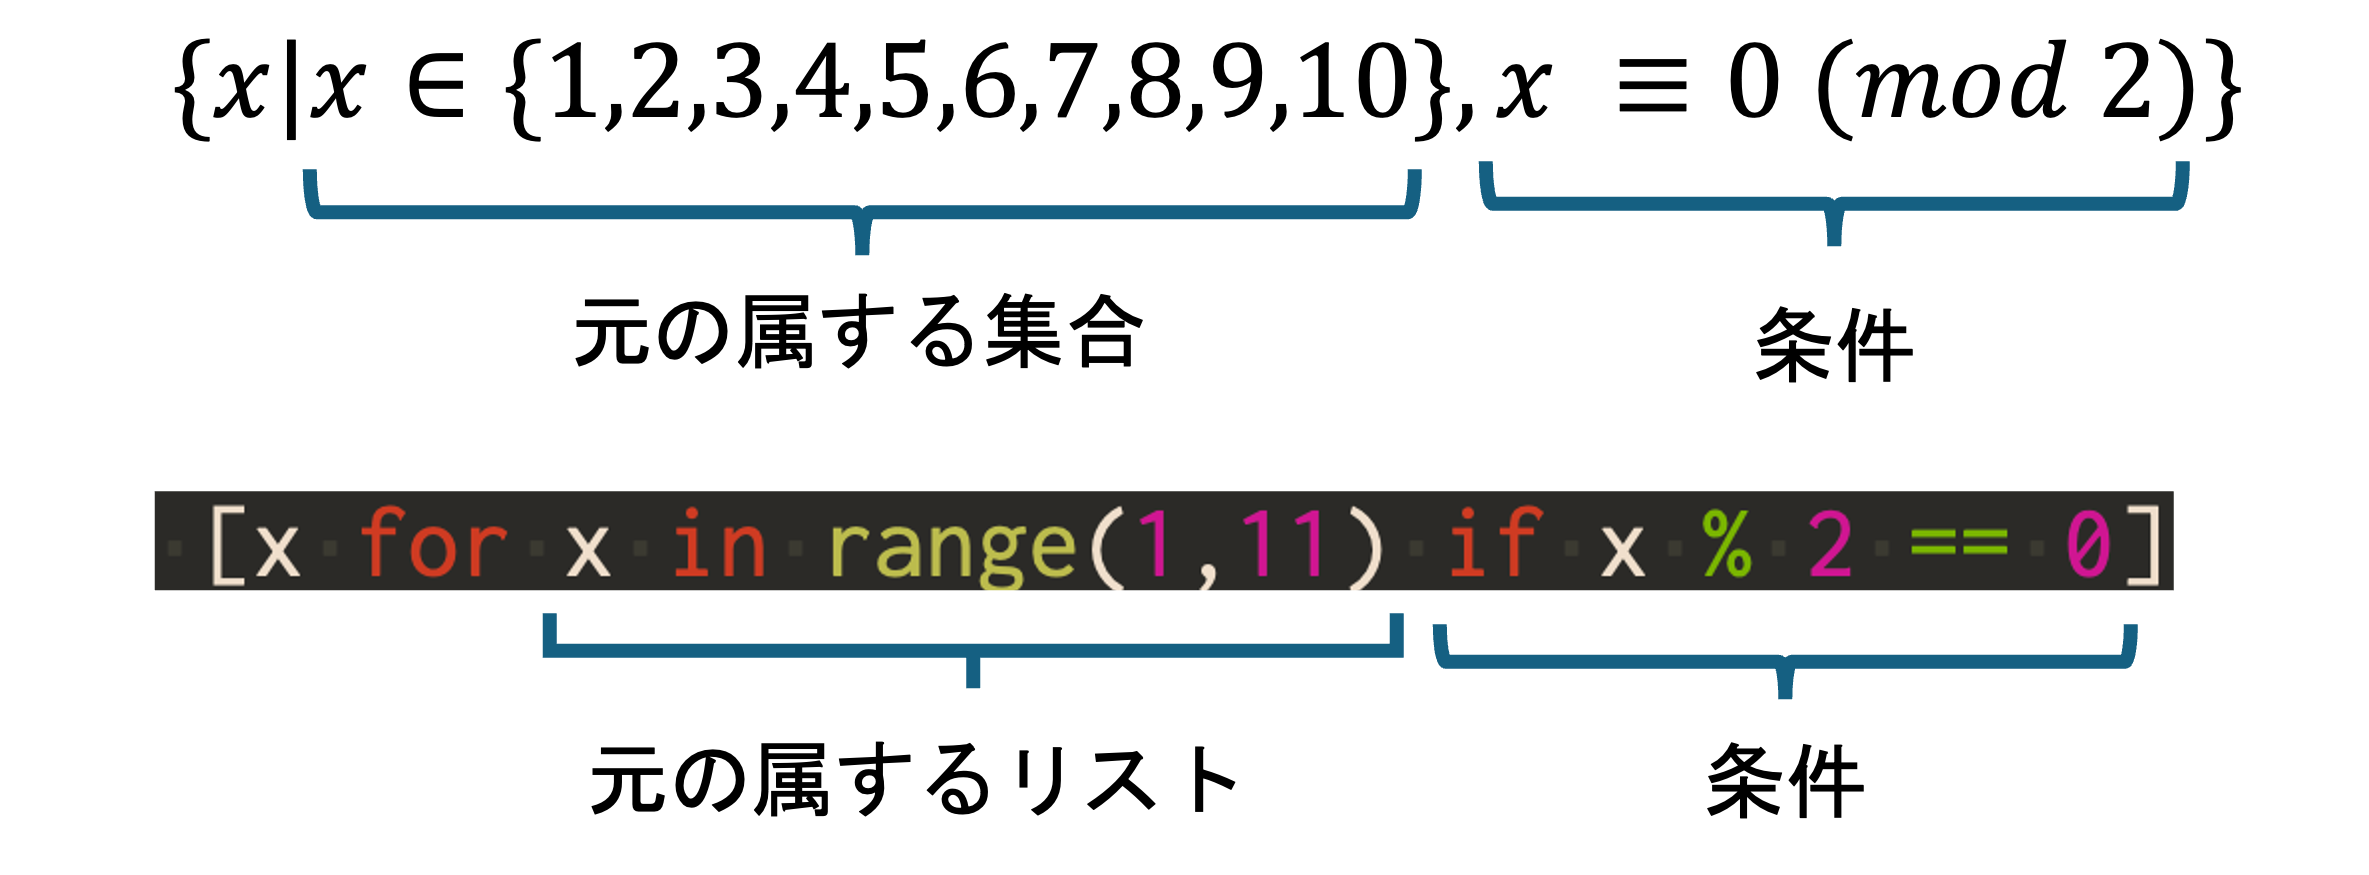 {x|x ∈ {1,2,3,4,5,6,7,8,9,10}, x ≡ 0 (mod 2)}
元の属する集合 条件
[x for x in range(1,11) if x % 2 == 0]
元の属するリスト 条件